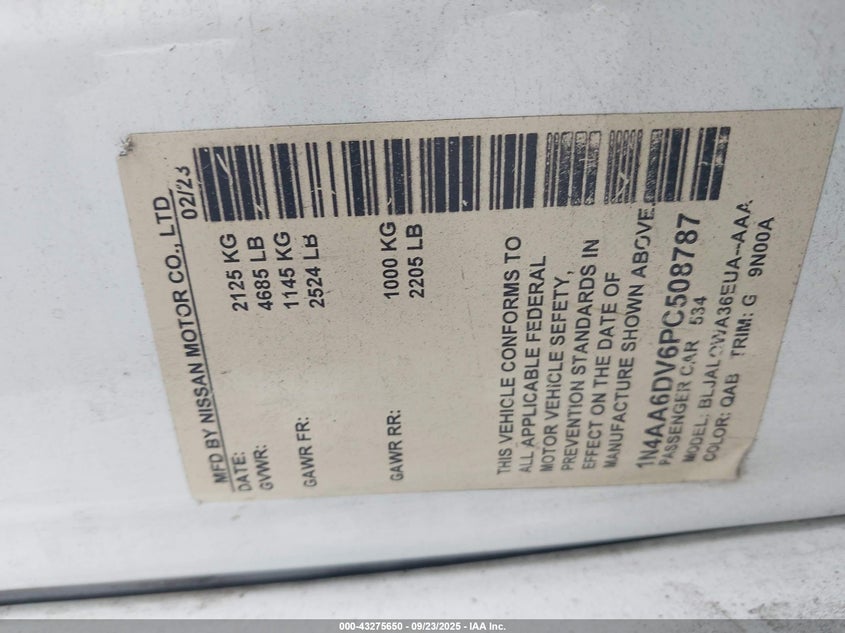 MFD BY NISSAN MOTOR CO., LTD
DATE: 02/23
GVWR: 2125 KG
4685 LB
GAWR FR: 1145 KG
2524 LB
GAWR RR: 1000 KG
2205 LB
THIS VEHICLE CONFORMS TO
ALL APPLICABLE FEDERAL
MOTOR VEHICLE SEFETY,
PREVENTION STANDARDS IN
EFFECT ON THE DATE OF
MANUFACTURE SHOWN ABOVE
1N4AA6DV6PC508787
PASSENGER CAR 534
MODEL: BLJALQWA36EUA--AAA
COLOR: QAB TRIM: G 9N00A
000-43275650 - 09/23/2025 - IAA Inc.